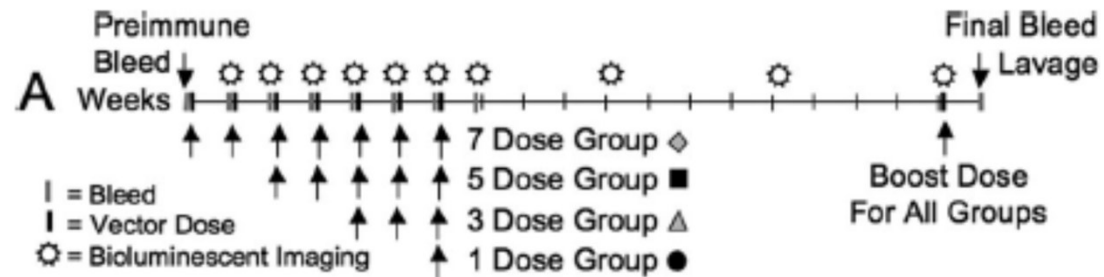 Preimmune
Bleed
Final Bleed
Lavage
A
Weeks
7 Dose Group
5 Dose Group
3 Dose Group
1 Dose Group
Boost Dose
For All Groups
= Bleed
= Vector Dose
= Bioluminescent Imaging